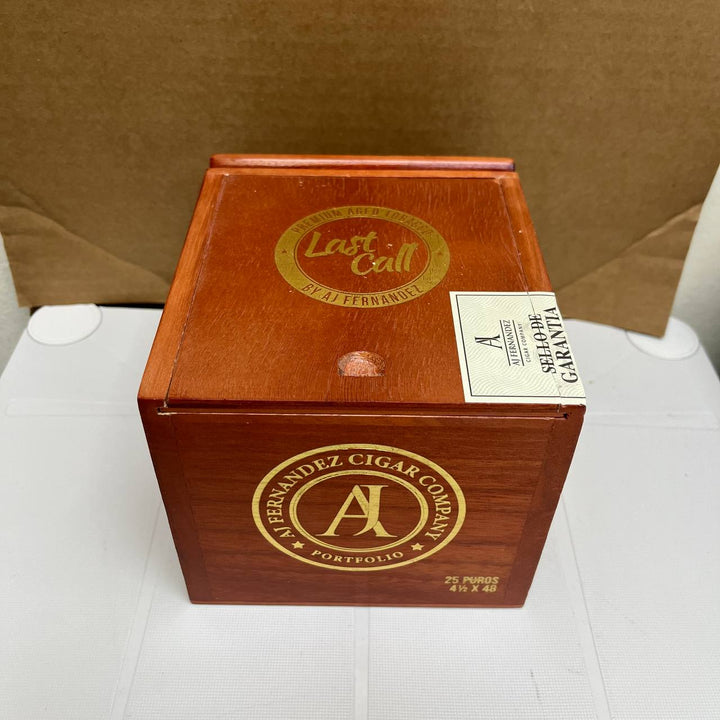 PREMIUM AGED TOBACCO
Last
Call
BY AJ FERNANDEZ
AJ
AJ FERNANDEZ
CIGAR COMPANY
SELLO DE
GARANTIA
AJ FERNANDEZ CIGAR COMPANY
AJ
★ PORTFOLIO ★
25 PUROS
4½ X 48